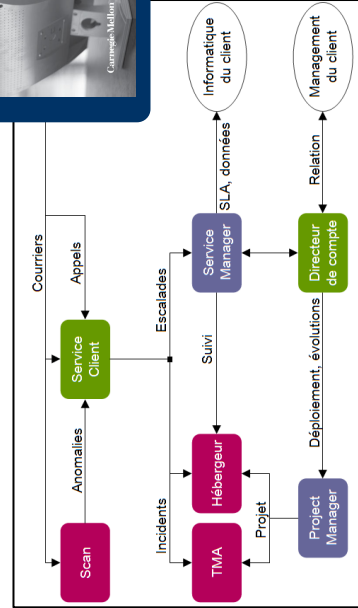 Carnegie Mellon
Informatique
du client
Management
du client
SLA, données
Relation
Courriers
Appels
Service
Client
Escalades
Service
Manager
Directeur
de compte
Anomalies
Suivi
Déploiement, évolutions
Scan
Incidents
Hébergeur
TMA
Projet
Project
Manager